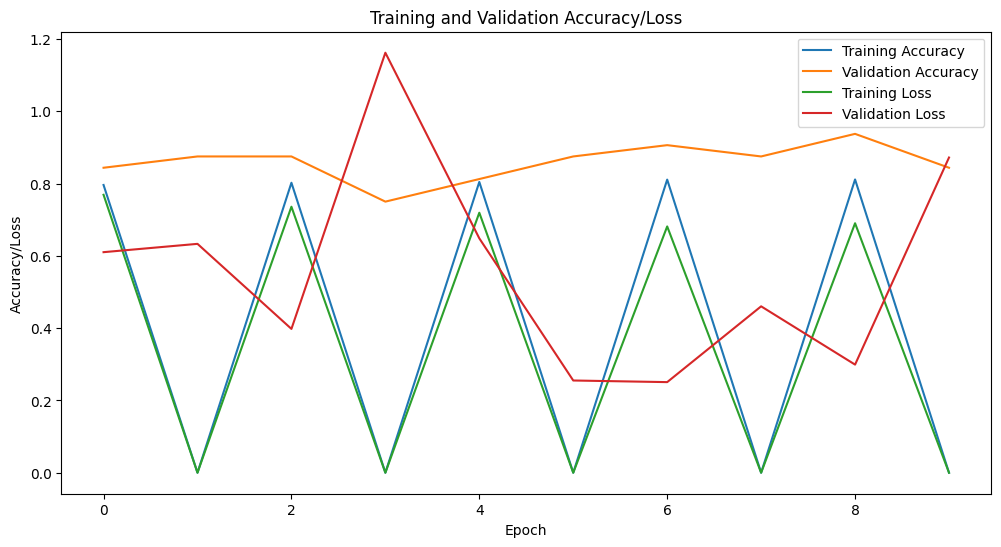 Training and Validation Accuracy/Loss
1.2
1.0
0.8
0.6
0.4
0.2
0.0
Accuracy/Loss
Training Accuracy
Validation Accuracy
Training Loss
Validation Loss
0 2 4 6 8
Epoch